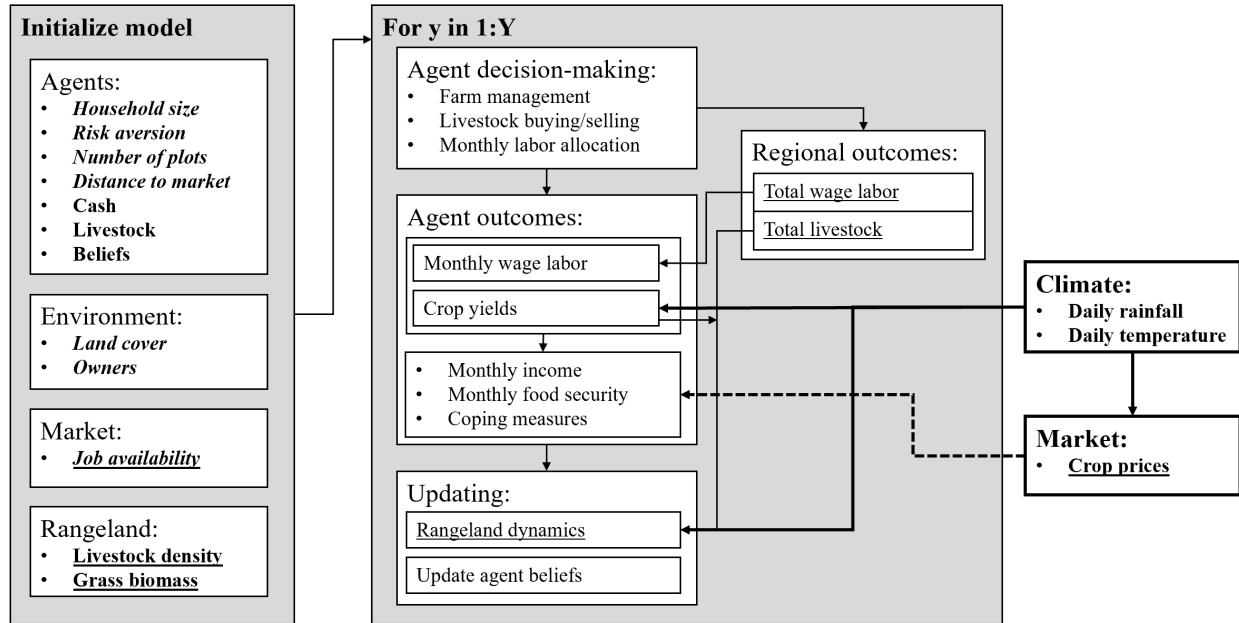 Initialize model
Agents:
• Household size
• Risk aversion
• Number of plots
• Distance to market
• Cash
• Livestock
• Beliefs
Environment:
• Land cover
• Owners
Market:
• Job availability
Rangeland:
• Livestock density
• Grass biomass
For y in 1:Y
Agent decision-making:
• Farm management
• Livestock buying/selling
• Monthly labor allocation
Regional outcomes:
Total wage labor
Total livestock
Agent outcomes:
Monthly wage labor
Crop yields
• Monthly income
• Monthly food security
• Coping measures
Updating:
Rangeland dynamics
Update agent beliefs
Climate:
• Daily rainfall
• Daily temperature
Market:
• Crop prices